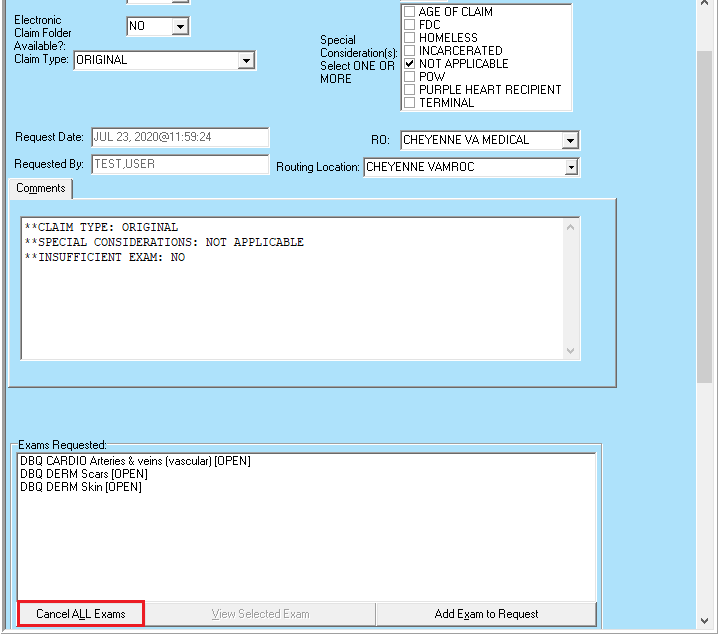 Electronic
Claim Folder
Available?:
NO
Claim Type: ORIGINAL
Special
Consideration(s):
Select ONE OR
MORE
AGE OF CLAIM
FDC
HOMELESS
INCARCERATED
NOT APPLICABLE
POW
PURPLE HEART RECIPIENT
TERMINAL
Request Date: JUL 23, 2020@11:59:24
RO: CHEYENNE VA MEDICAL
Requested By: TEST,USER
Routing Location: CHEYENNE VAMROC
Comments
**CLAIM TYPE: ORIGINAL
**SPECIAL CONSIDERATIONS: NOT APPLICABLE
**INSUFFICIENT EXAM: NO
Exams Requested:
DBQ CARDIO Arteries & veins (vascular) [OPEN]
DBQ DERM Scars [OPEN]
DBQ DERM Skin [OPEN]
Cancel ALL Exams
View Selected Exam
Add Exam to Request